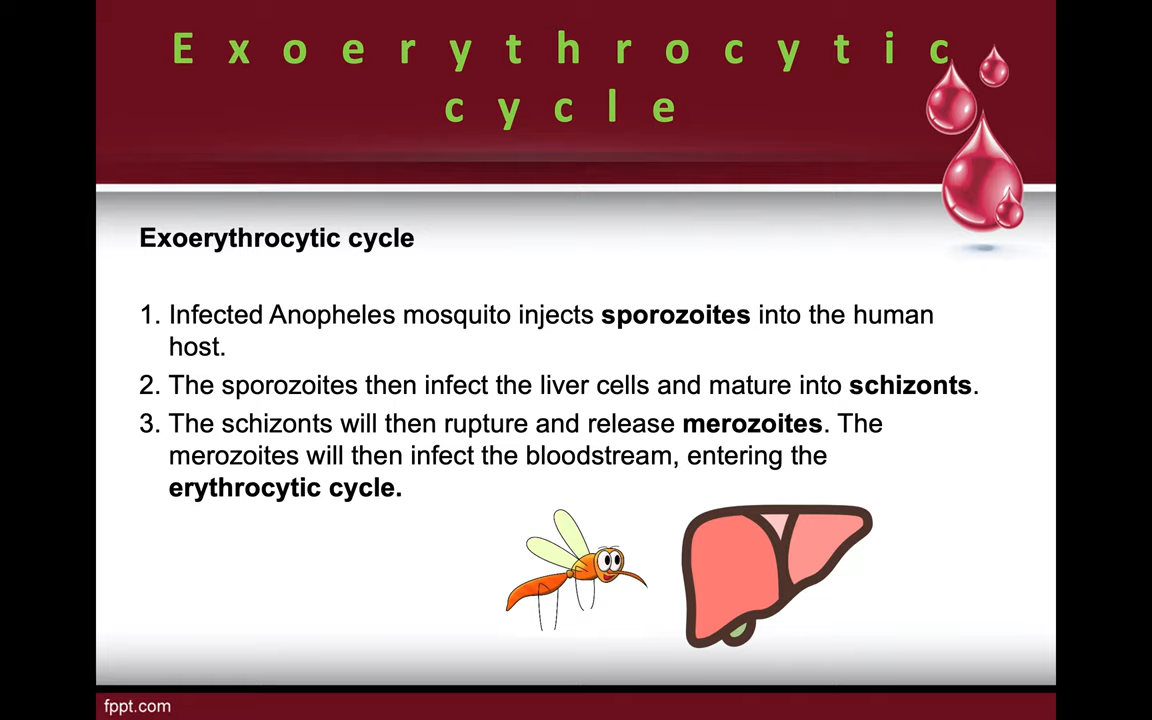 Exoerythrocytic
cycle
Exoerythrocytic cycle
1. Infected Anopheles mosquito injects sporozoites into the human
host.
2. The sporozoites then infect the liver cells and mature into schizonts.
3. The schizonts will then rupture and release merozoites. The
merozoites will then infect the bloodstream, entering the
erythrocytic cycle.
fppt.com